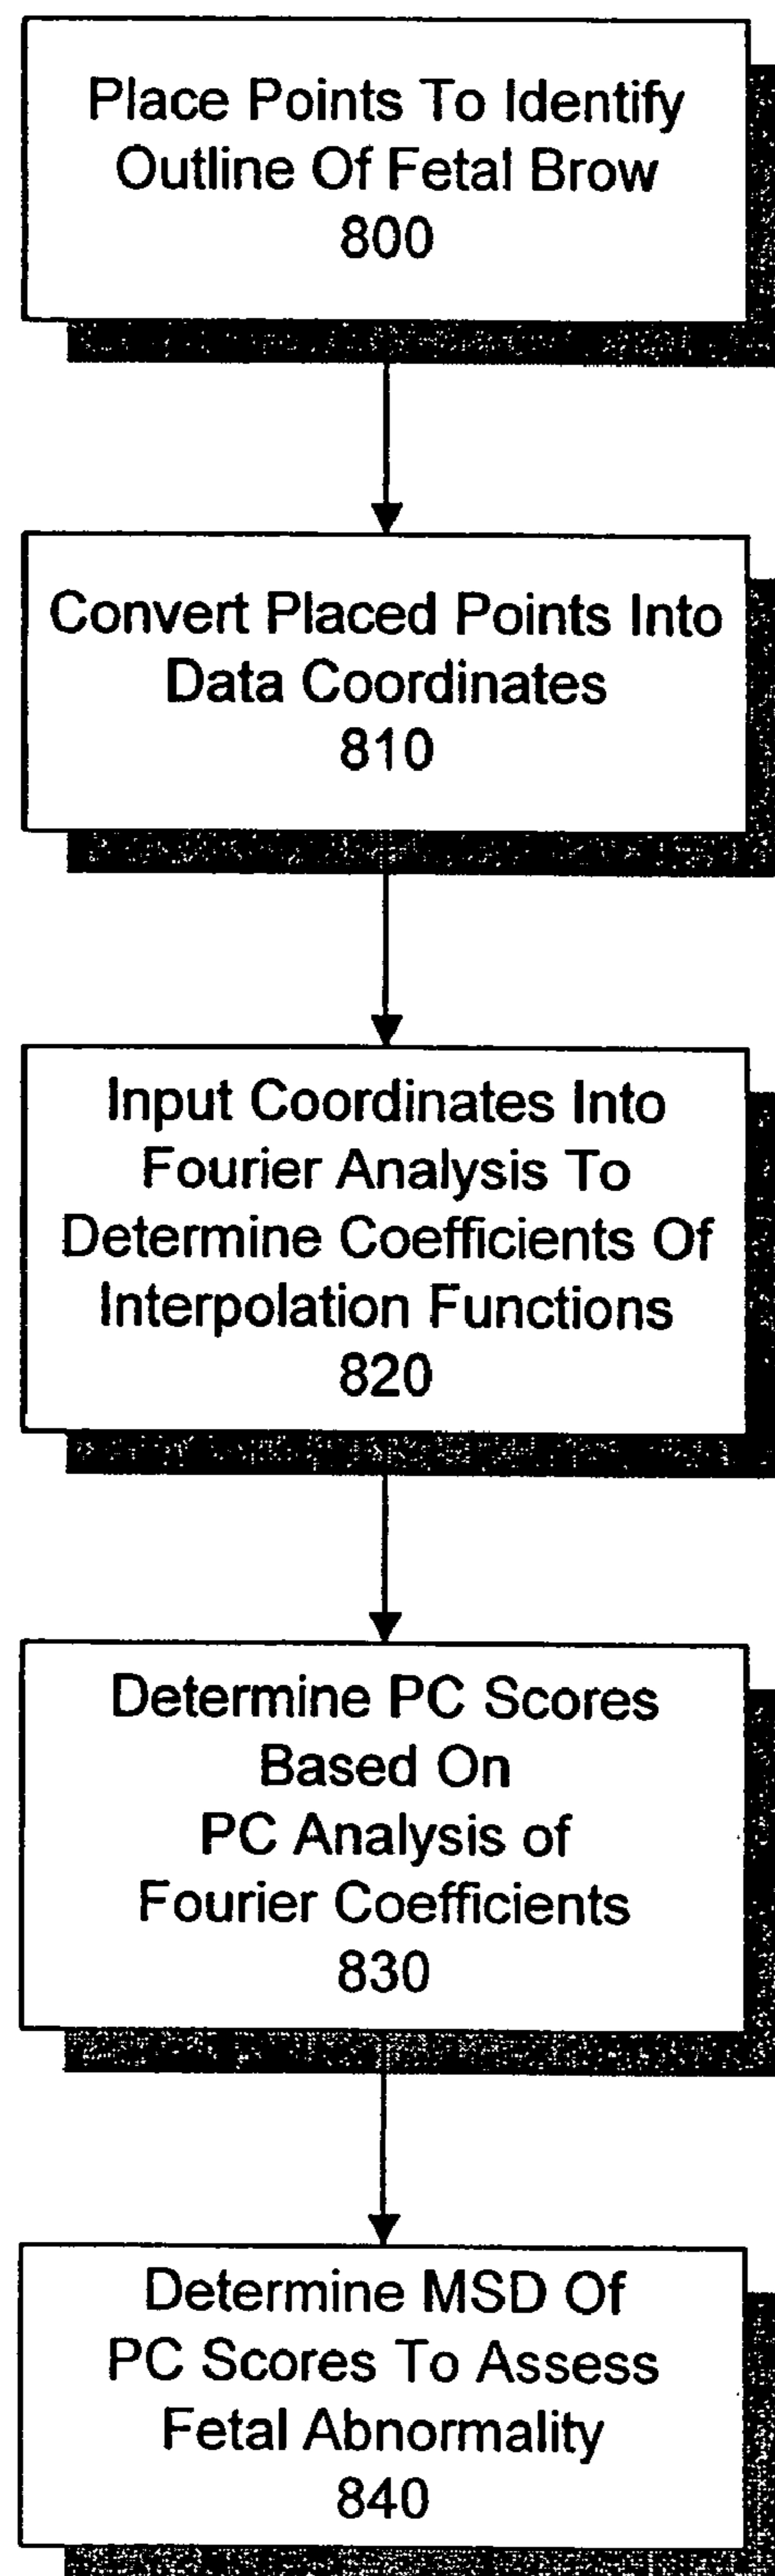 Place Points To Identify
Outline Of Fetal Brow
800
Convert Placed Points Into
Data Coordinates
810
Input Coordinates Into
Fourier Analysis To
Determine Coefficients Of
Interpolation Functions
820
Determine PC Scores
Based On
PC Analysis of
Fourier Coefficients
830
Determine MSD Of
PC Scores To Assess
Fetal Abnormality
840